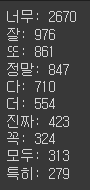 너무: 2670
잘: 976
또: 861
정말: 847
다: 710
더: 554
진짜: 423
꼭: 324
모두: 313
특히: 279